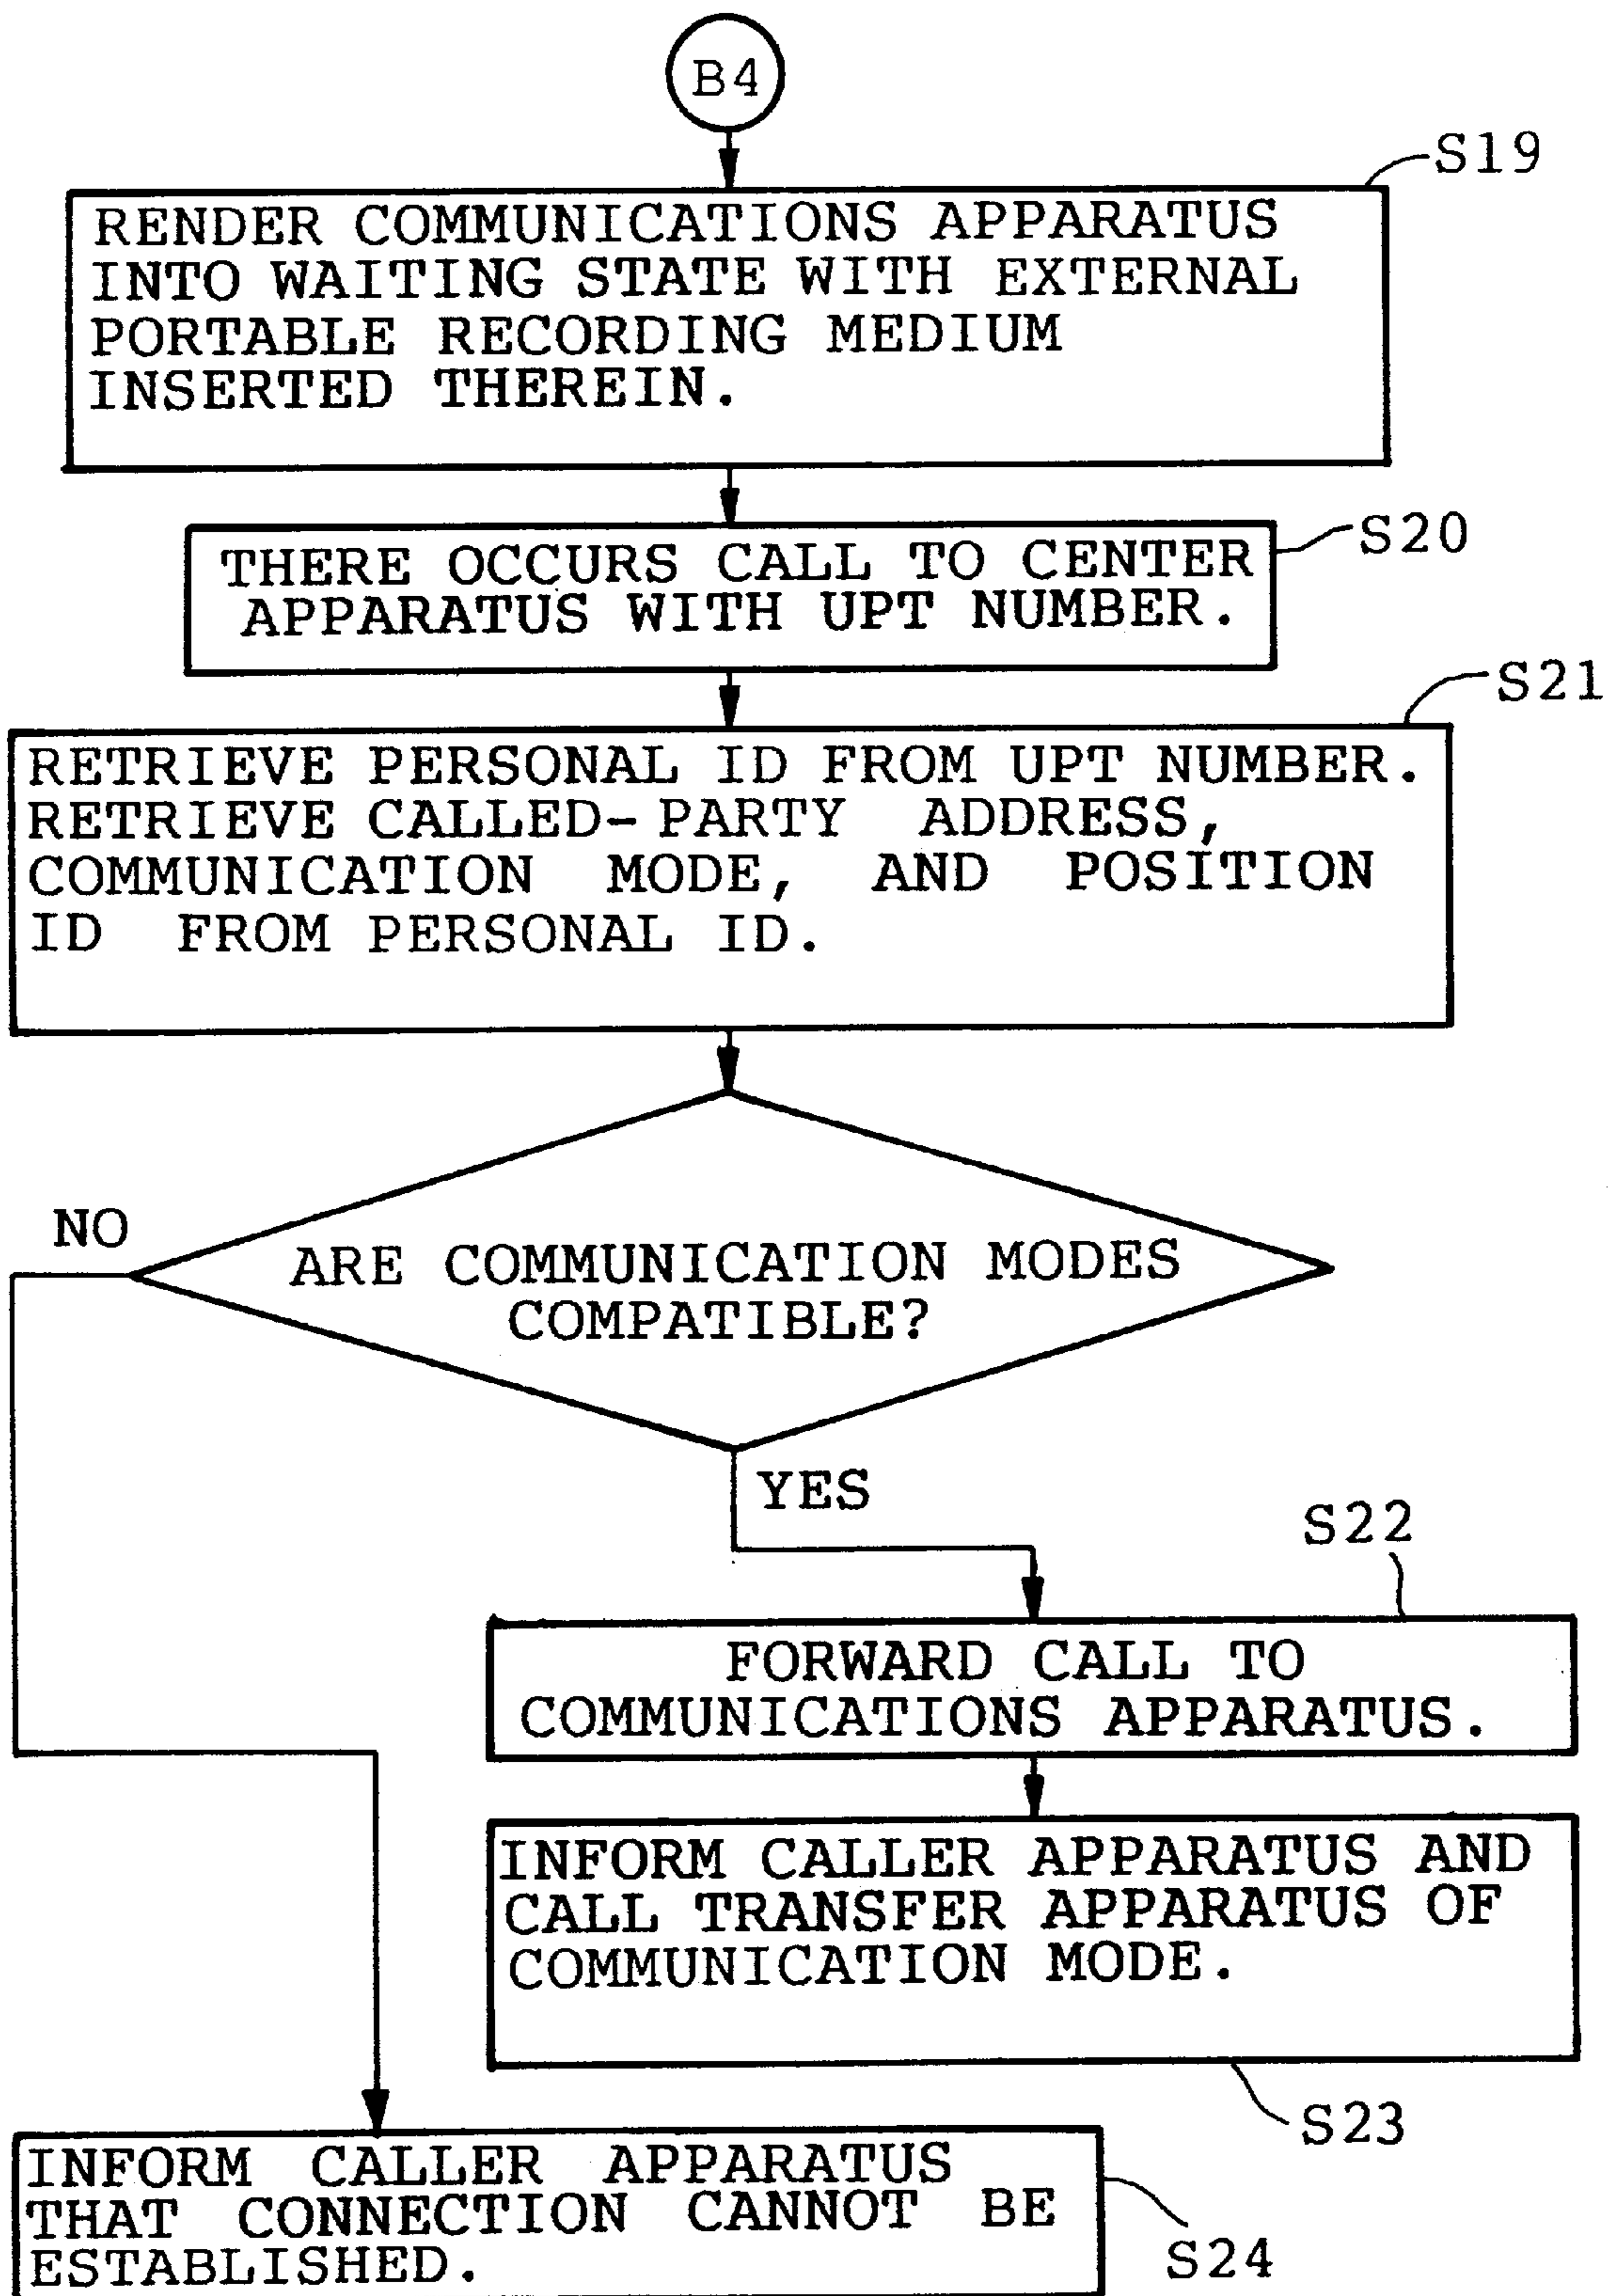 B4
S19
RENDER COMMUNICATIONS APPARATUS
INTO WAITING STATE WITH EXTERNAL
PORTABLE RECORDING MEDIUM
INSERTED THEREIN.
S20
THERE OCCURS CALL TO CENTER
APPARATUS WITH UPT NUMBER.
S21
RETRIEVE PERSONAL ID FROM UPT NUMBER.
RETRIEVE CALLED-PARTY ADDRESS,
COMMUNICATION MODE, AND POSITION
ID FROM PERSONAL ID.
NO
ARE COMMUNICATION MODES
COMPATIBLE?
YES
S22
FORWARD CALL TO
COMMUNICATIONS APPARATUS.
INFORM CALLER APPARATUS AND
CALL TRANSFER APPARATUS OF
COMMUNICATION MODE.
S23
INFORM CALLER APPARATUS
THAT CONNECTION CANNOT BE
ESTABLISHED.
S24